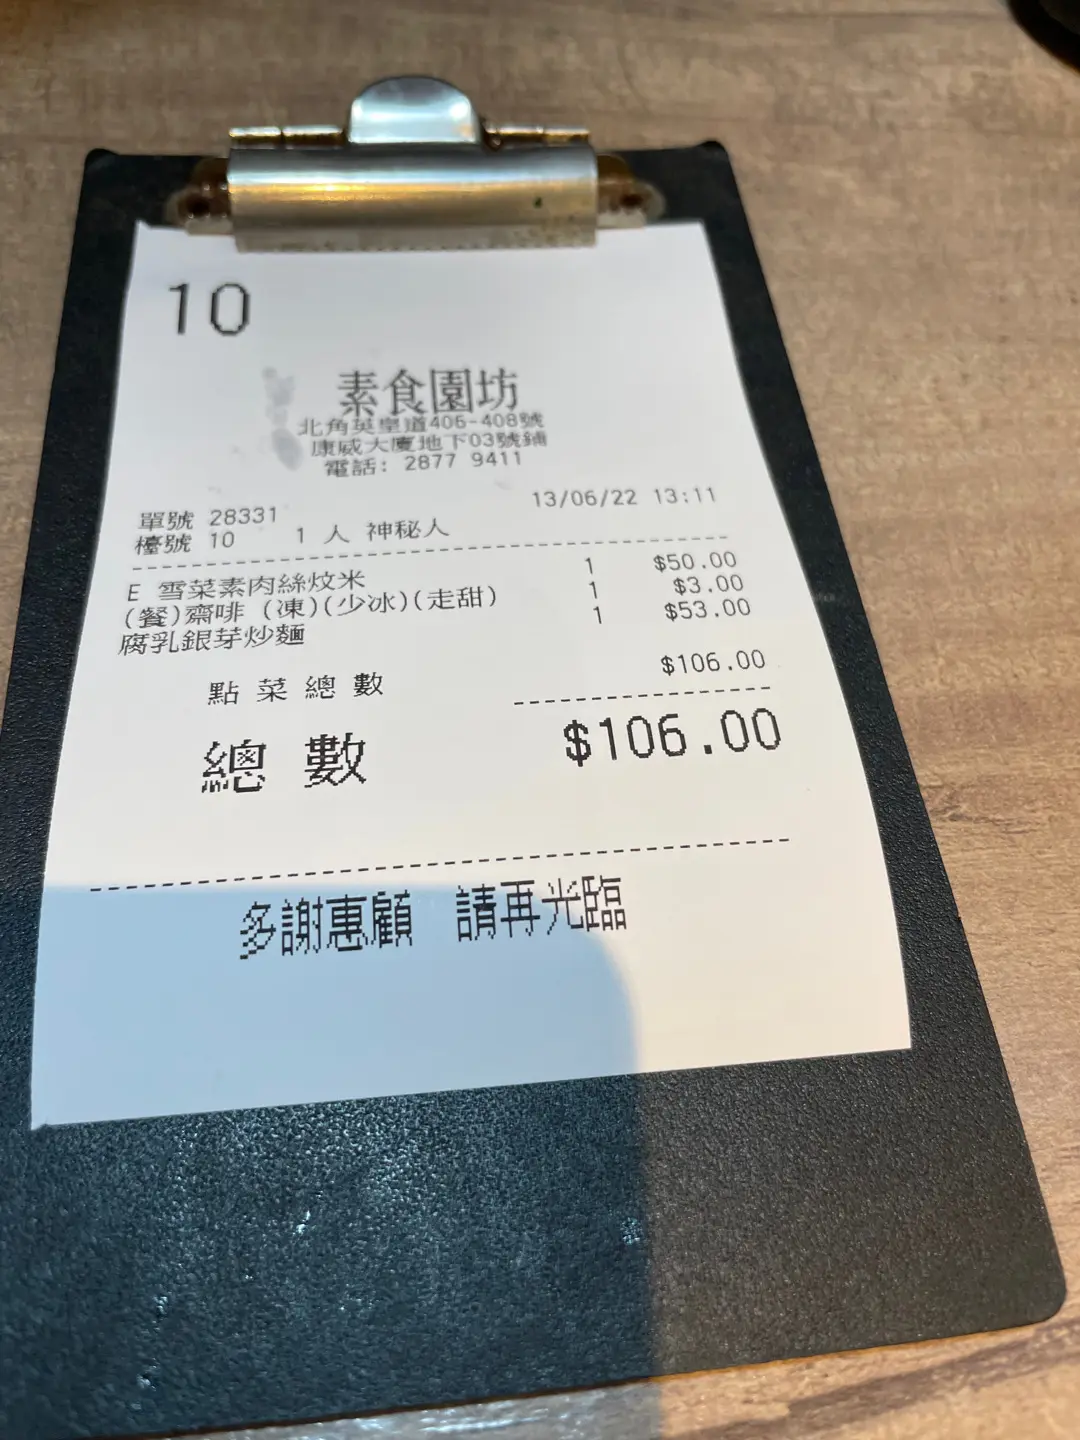 10
素食園坊
北角英皇道406-408號
康威大廈地下03號鋪
電話: 2877 9411
13/06/22 13:11
單號 28331
檯號 10 1 人 神秘人
E 雪菜素肉絲炆米 1 $50.00
(餐)齋啡 (凍)(少冰)(走甜) 1 $3.00
腐乳銀芽炒麵 1 $53.00
點菜總數 $106.00
總數 $106.00
多謝惠顧 請再光臨